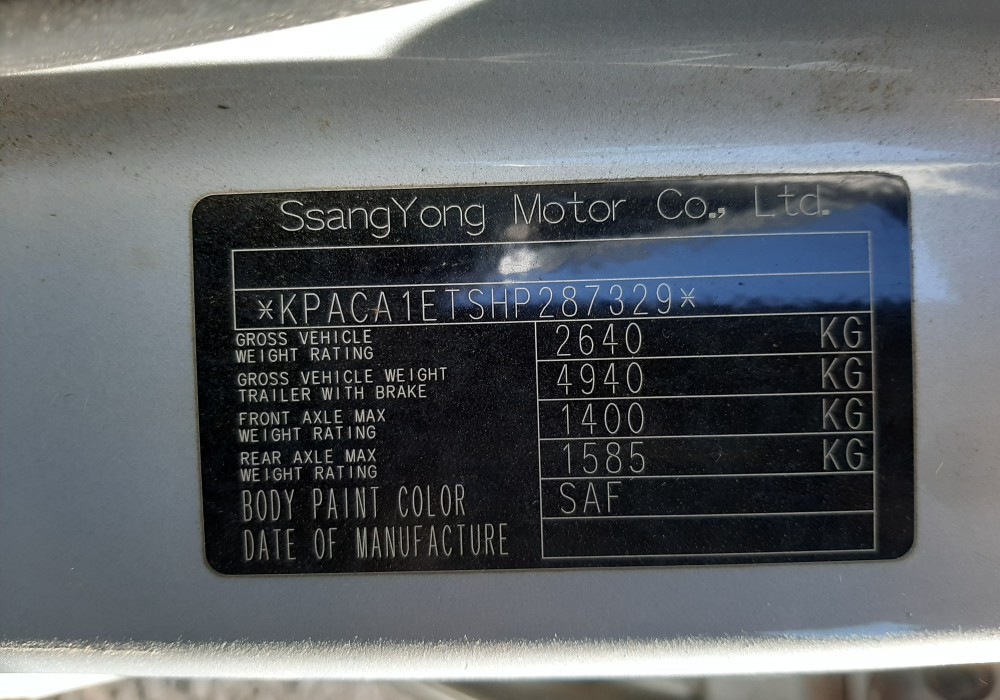 SsangYong Motor Co., Ltd.
*KPACA1ETSHP287329*
GROSS VEHICLE
WEIGHT RATING
2640 KG
GROSS VEHICLE WEIGHT
TRAILER WITH BRAKE
4940 KG
FRONT AXLE MAX
WEIGHT RATING
1400 KG
REAR AXLE MAX
WEIGHT RATING
1585 KG
BODY PAINT COLOR SAF
DATE OF MANUFACTURE